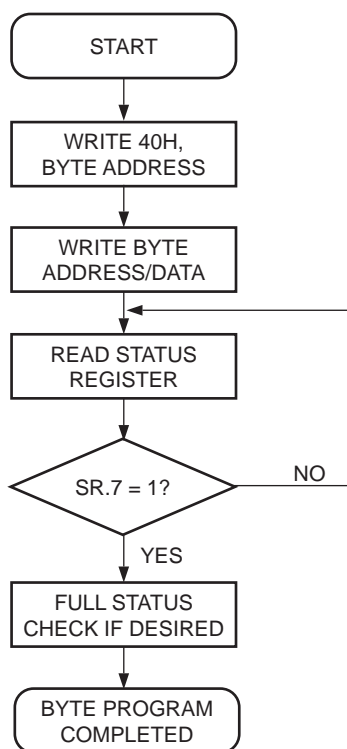 START
WRITE 40H,
BYTE ADDRESS
WRITE BYTE
ADDRESS/DATA
READ STATUS
REGISTER
SR.7 = 1?
NO
YES
FULL STATUS
CHECK IF DESIRED
BYTE PROGRAM
COMPLETED